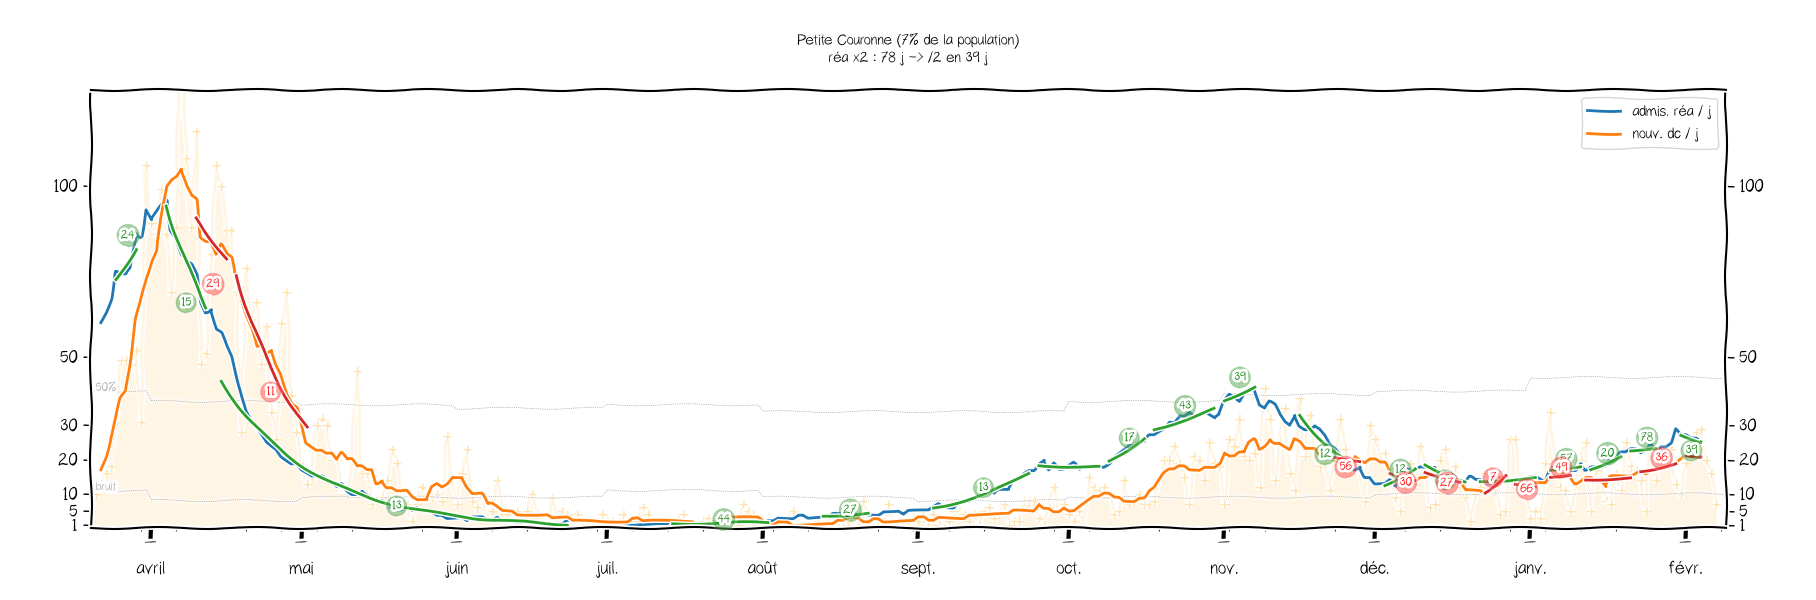 Petite Couronne (7% de la population)
réa x2 : 78 j -> /2 en 39 j
admis. réa / j
nouv. dc / j
100
50
30
20
10
5
1
100
50
30
20
10
5
1
50%
bruit
24
15
29
11
13
44
27
13
17
43
39
12
56
12
30
27
7
66
49
57
20
78
36
39
avril
mai
juin
juil.
août
sept.
oct.
nov.
déc.
janv.
févr.